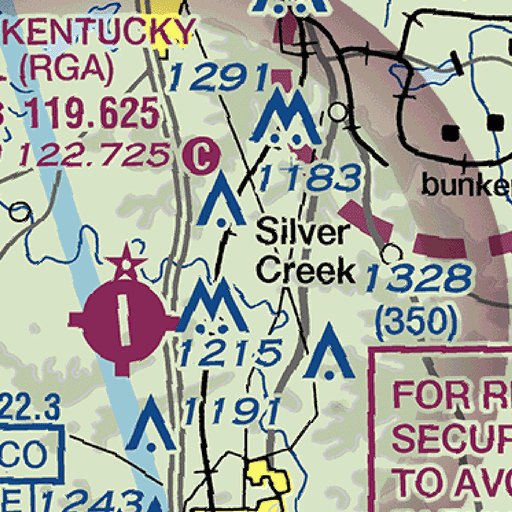 KENTUCKY
(RGA)
1291
119.625
122.725 C
1183
bunke
Silver
Creek
1328
(350)
1215
FOR R
22.3
1191
SECUR
CO
TO AVO
E 1243